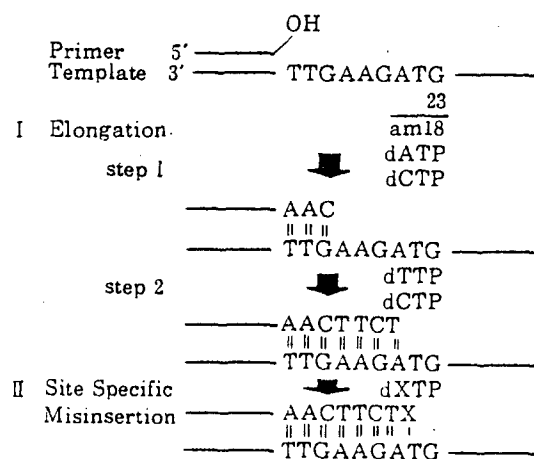 OH
Primer 5'
Template 3' TTGAAGATG
23
I Elongation am18
dATP
step 1 dCTP
AAC
TTGAAGATG
dTTP
step 2 dCTP
AACTTCT
TTGAAGATG
II Site Specific dXTP
Misinsertion AACTTCTX
TTGAAGATG